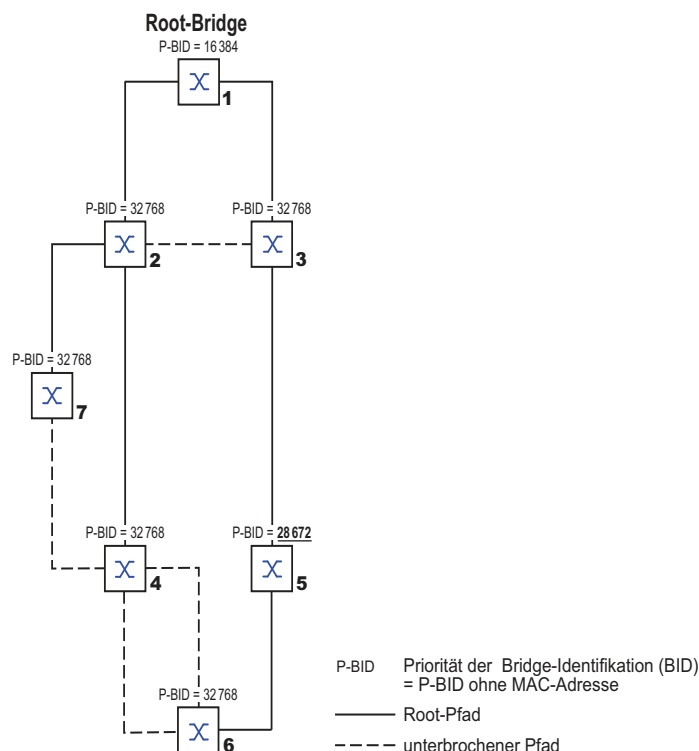 Root-Bridge
P-BID = 16 384
1
P-BID = 32 768
P-BID = 32 768
2
3
P-BID = 32 768
7
P-BID = 32 768
P-BID = 28 672
4
5
P-BID = 32 768
6
P-BID Priorität der Bridge-Identifikation (BID)
= P-BID ohne MAC-Adresse
Root-Pfad
unterbrochener Pfad